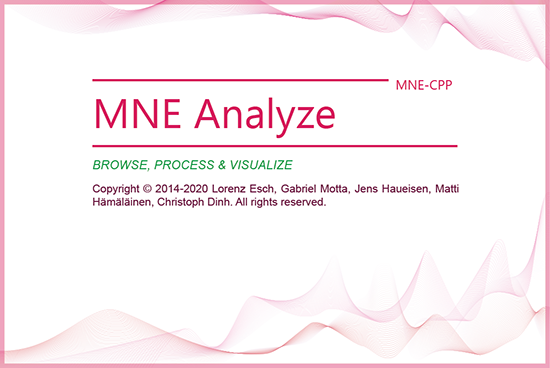 MNE-CPP
MNE Analyze
BROWSE, PROCESS & VISUALIZE
Copyright © 2014-2020 Lorenz Esch, Gabriel Motta, Jens Haueisen, Matti
Hämäläinen, Christoph Dinh. All rights reserved.